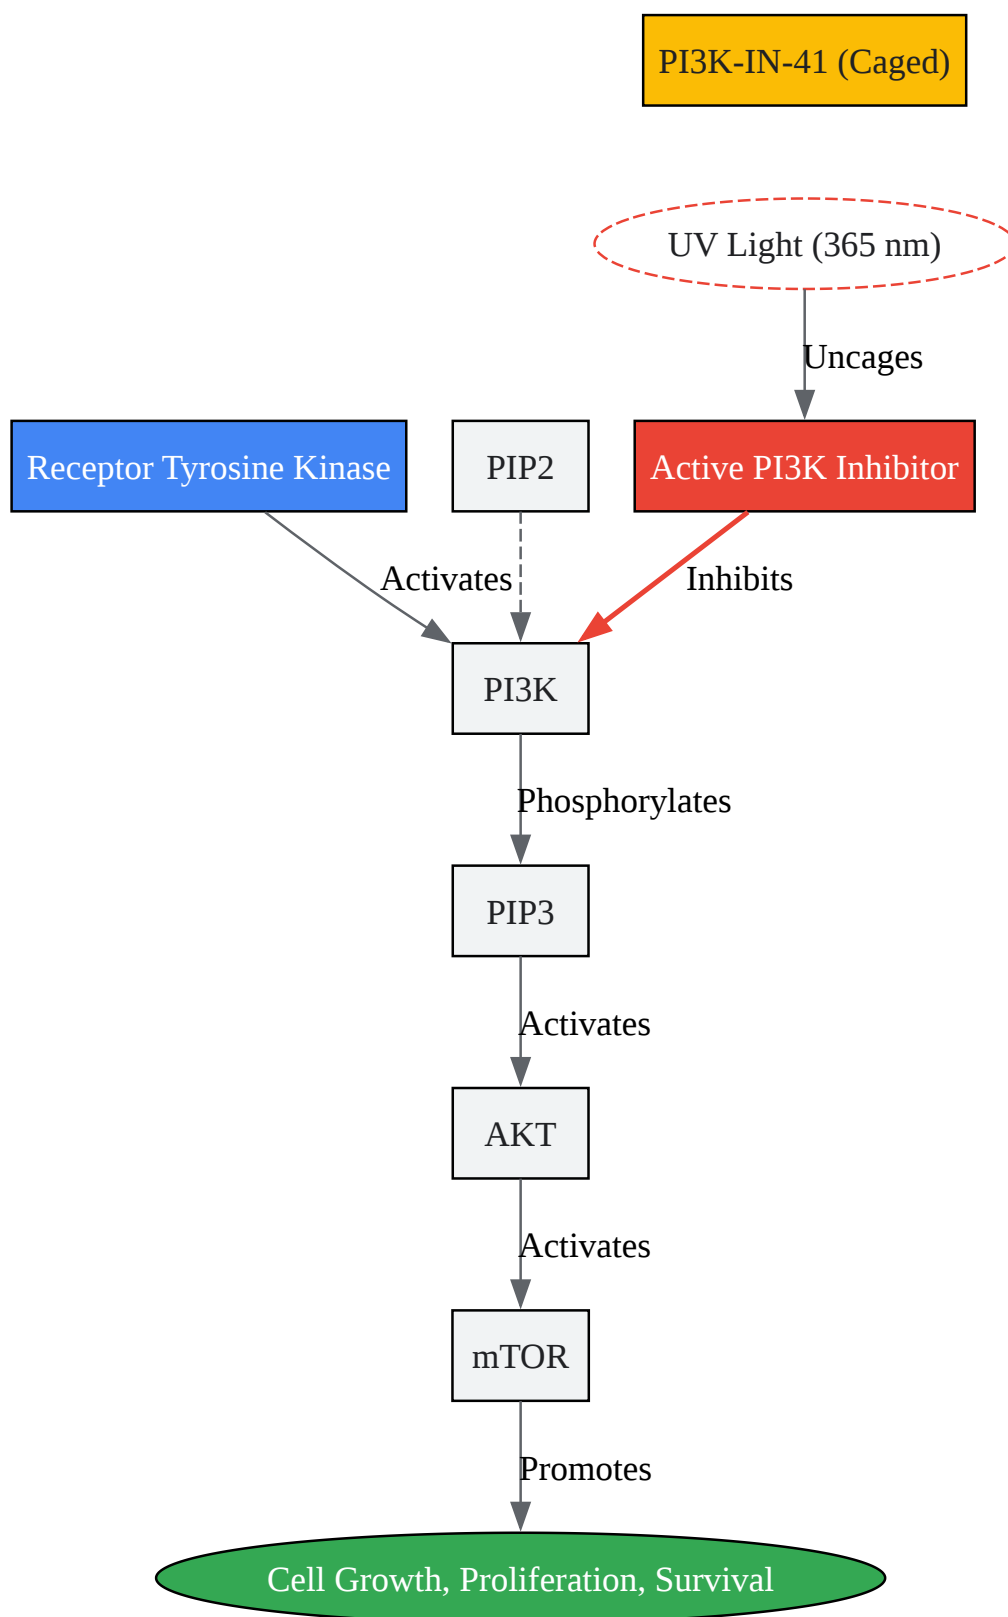 PI3K-IN-41 (Caged)
UV Light (365 nm)
Uncages
Receptor Tyrosine Kinase
PIP2
Active PI3K Inhibitor
Activates
Inhibits
PI3K
Phosphorylates
PIP3
Activates
AKT
Activates
mTOR
Promotes
Cell Growth, Proliferation, Survival